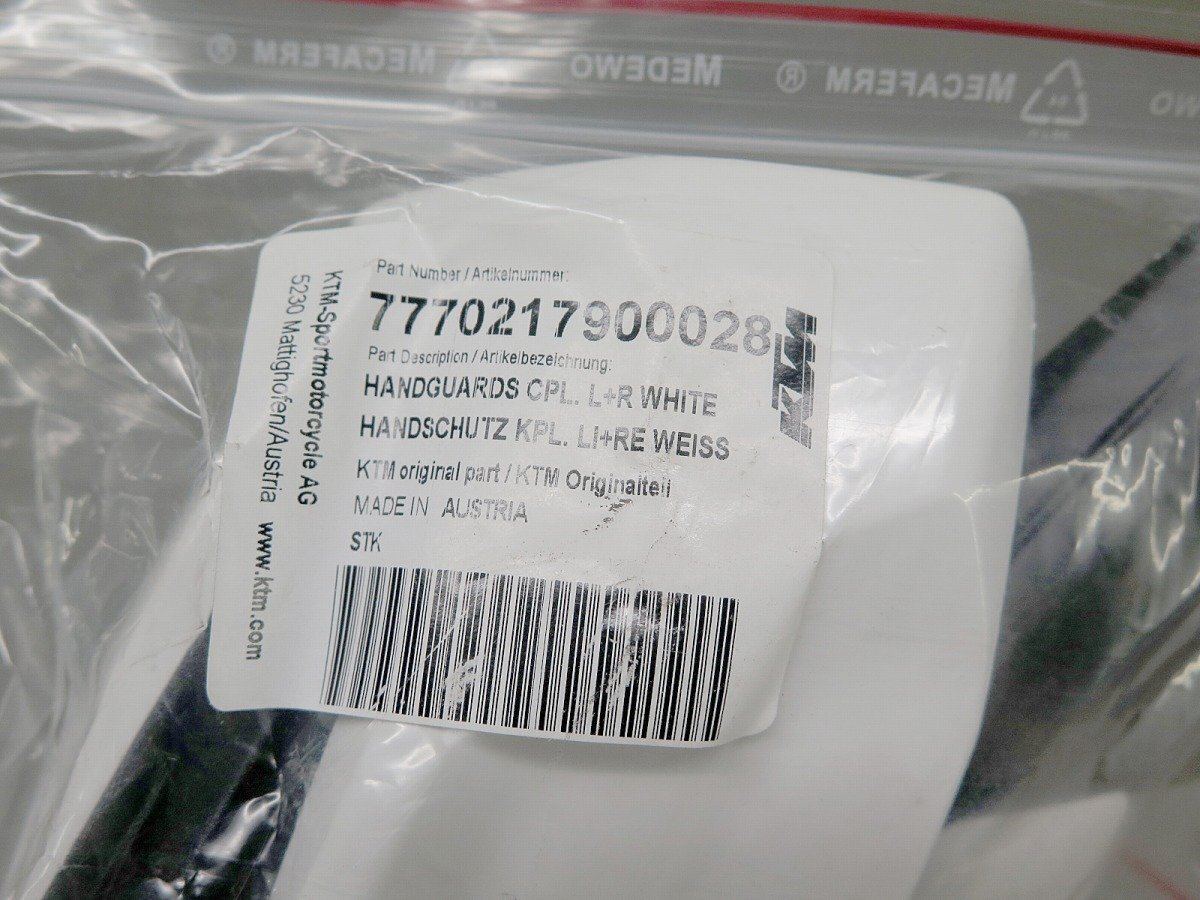 MECAFERM ®
MEDEWO
MECAFERM ®
Part Number / Artikelnummer:
7770217900028
KTM
Part Description / Artikelbezeichnung:
HANDGUARDS CPL. L+R WHITE
HANDSCHUTZ KPL. LI+RE WEISS
KTM original part / KTM Originalteil
MADE IN AUSTRIA
STK
KTM-Sportmotorcycle AG
5230 Mattighofen/Austria www.ktm.com